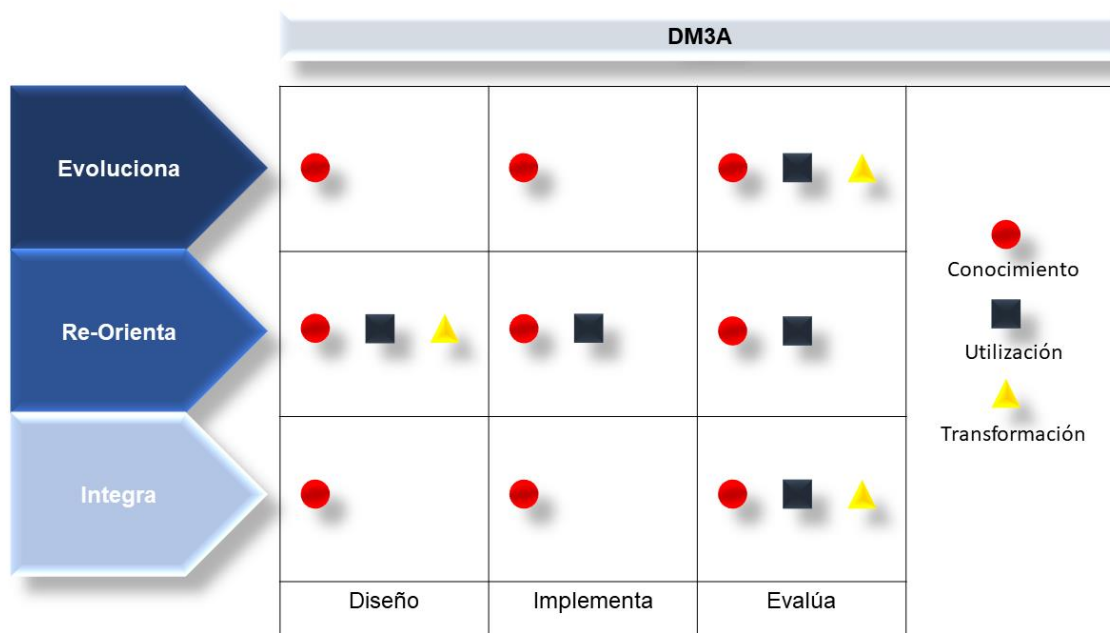 DM3A
Evoluciona
Re-Orienta
Integra
Conocimiento
Utilización
Transformación
Diseño
Implementa
Evalúa